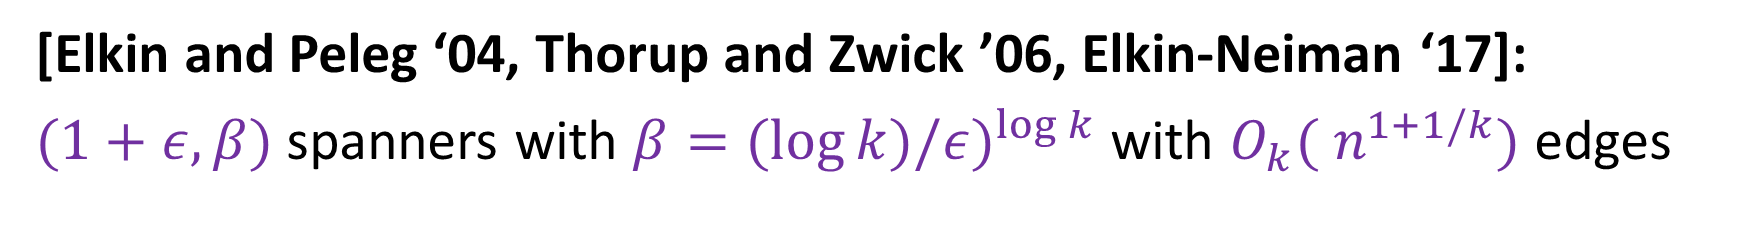 [Elkin and Peleg ‘04, Thorup and Zwick ’06, Elkin-Neiman ‘17]:
(1 + ϵ, β) spanners with β = (log k)/ϵ)^{log k} with O_k( n^{1+1/k}) edges